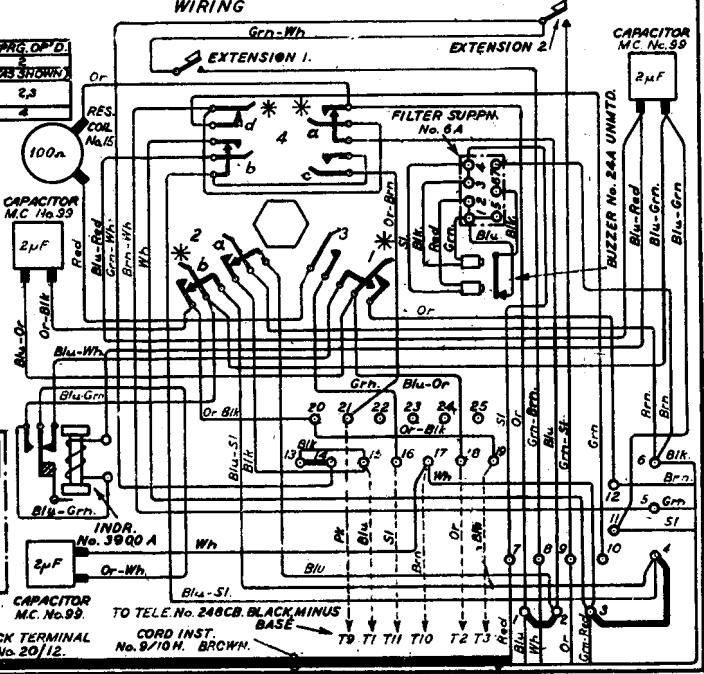 WIRING
Grn-Wh
EXTENSION 1.
EXTENSION 2
CAPACITOR
M.C. No.99
2µF
PRG. OP'D.
2
(AS SHOWN)
2,3
4
Or
RES.
COIL
No.15
100Ω
d
4
a
b
c
FILTER SUPPN.
No. 6A
BUZZER No. 24A UNMTD.
4
3
2
1
5
Sl
Blk
Red
Grn.
Blu
Blk.
Blu-Red
Blu-Grn.
Blu-Grn
CAPACITOR
M.C. No.99
2µF
Red
Blu-Red
Grn-Wh.
Brn-Wh
Wh
Or-Brn
2
a
b
3
1
Or
Blu-Or
Or-Blk
Blu-Wh
Blu-Grn
Grn.
Blu-Or
Or Blk
20
21
22
23
24
25
Or-Blk
Sl
Or
Grn-Brn.
Blu
Grn-Sl.
Grn
Brn.
Brn
Blu-Sl
Blk
Blk
13
14
15
16
17
18
19
6
Blk.
Brn.
12
5
Grn
11
Sl
Wh
Blu-Grn.
INDR.
No. 3900 A
Wh
2µF
Or-Wh.
Pk
Blu
Sl
Brn
Or
Blk
7
8
9
10
4
Blu
Blu-Sl.
CAPACITOR
M.C. No.99.
TO TELE. No. 246CB. BLACK, MINUS
BASE
T9
T1
T11
T10
T2
T3
1
2
3
Red
Blu
Wh
Or
Grn-Red
CK TERMINAL
No. 20/12.
CORD INST.
No. 9/10H. BROWN.